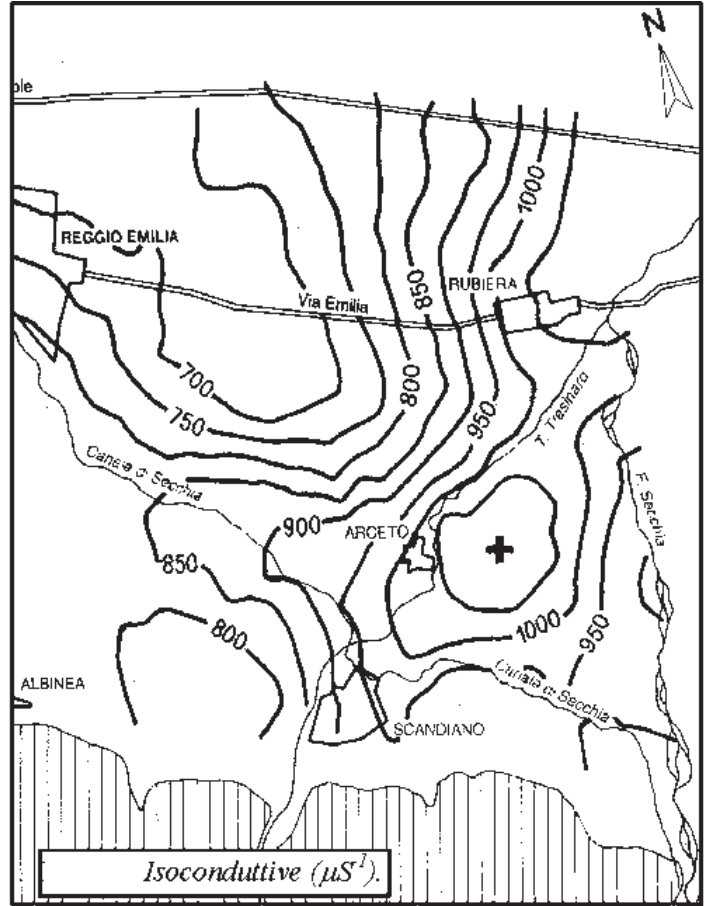 N
ole
REGGIO EMILIA
1000
RUBIERA
850
Via Emilia
700
800
750
950
T. Tresinaro
Canale di Secchia
F. Secchia
900
ARCETO
850
800
1000
950
Canale di Secchia
ALBINEA
SCANDIANO
Isoconduttive (µS¹).